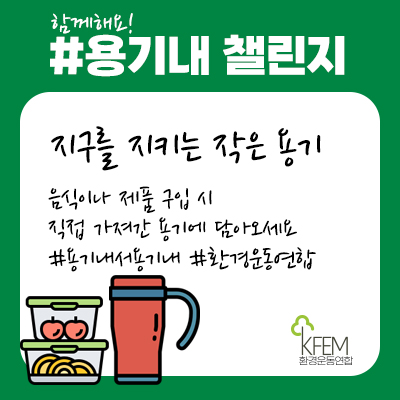 함께해요!
#용기내 챌린지
지구를 지키는 작은 용기
음식이나 제품 구입 시
직접 가져간 용기에 담아오세요
#용기내서용기내 #환경운동연합
KFEM
환경운동연합